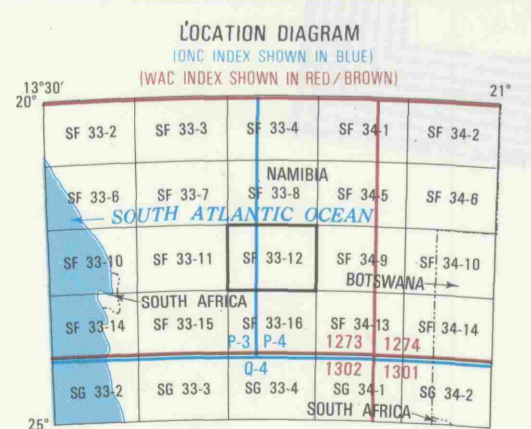 LOCATION DIAGRAM
(ONC INDEX SHOWN IN BLUE)
(WAC INDEX SHOWN IN RED/BROWN)
13°30' 21°
20°
SF 33-2 SF 33-3 SF 33-4 SF 34-1 SF 34-2
NAMIBIA
SF 33-6 SF 33-7 SF 33-8 SF 34-5 SF 34-6
SOUTH ATLANTIC OCEAN
SF 33-10 SF 33-11 SF 33-12 SF 34-9 SF 34-10
BOTSWANA
SOUTH AFRICA
SF 33-14 SF 33-15 SF 33-16 SF 34-13 SF 34-14
P-3 P-4 1273 1274
Q-4 1302 1301
SG 33-2 SG 33-3 SG 33-4 SG 34-1 SG 34-2
SOUTH AFRICA
25°